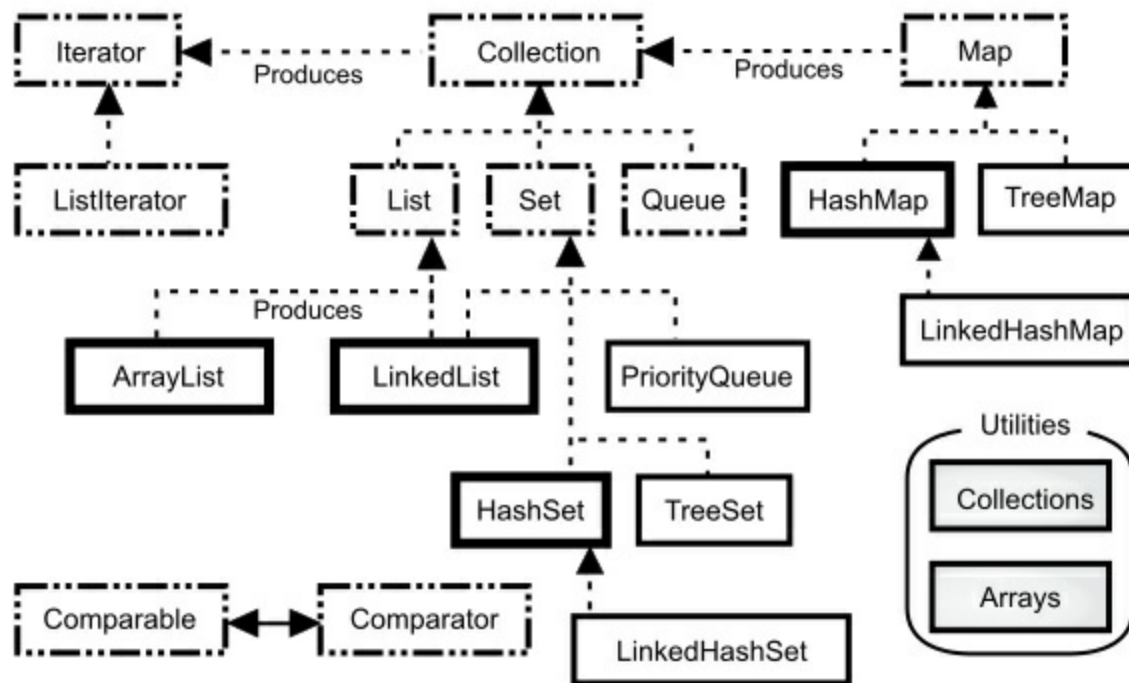 Iterator
Produces
Collection
Produces
Map
ListIterator
List
Set
Queue
HashMap
TreeMap
Produces
LinkedHashMap
ArrayList
LinkedList
PriorityQueue
Utilities
Collections
HashSet
TreeSet
Arrays
Comparable
Comparator
LinkedHashSet